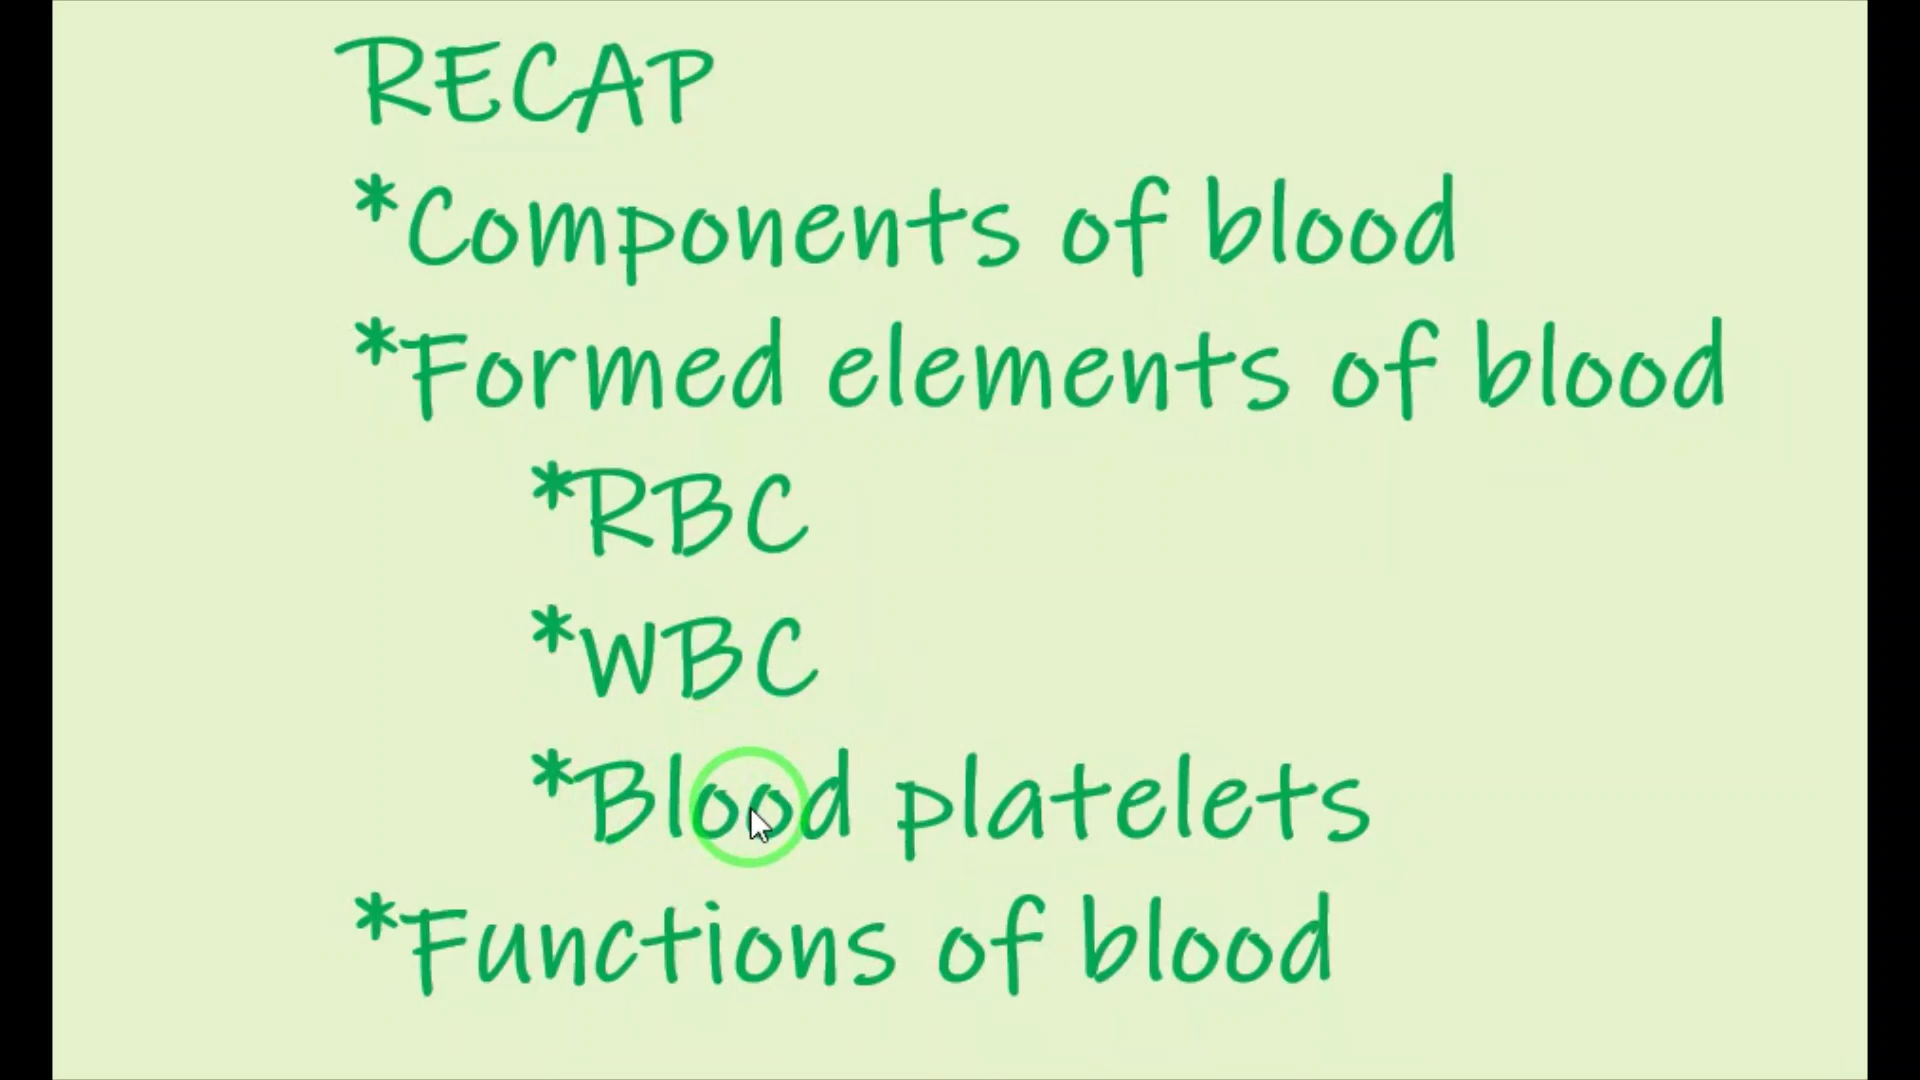 RECAP
*Components of blood
*Formed elements of blood
*RBC
*WBC
*Blood platelets
*Functions of blood